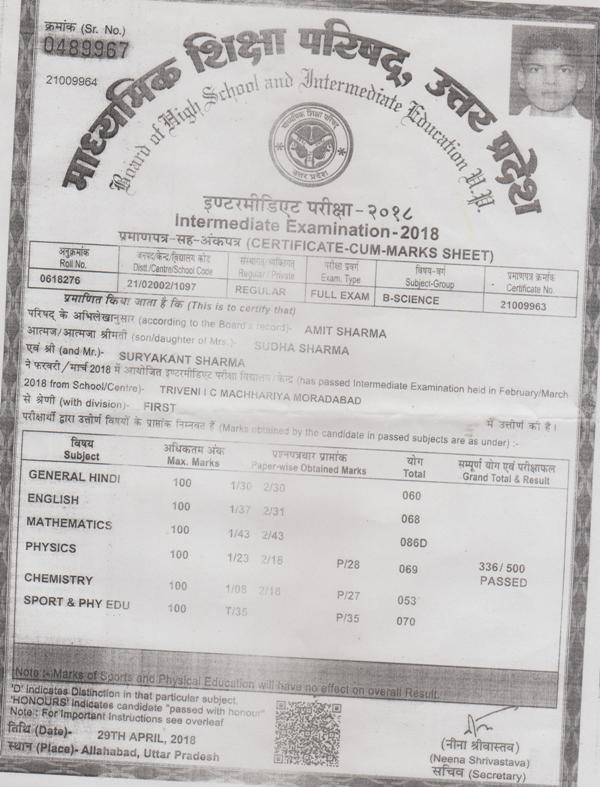 क्रमांक (Sr. No.)
0489967
21009964
माध्यमिक शिक्षा परिषद्, उत्तर प्रदेश
Board of High School and Intermediate Education U.P.
माध्यमिक शिक्षा परिषद्
उत्तर प्रदेश
इण्टरमीडिएट परीक्षा-२०१८
Intermediate Examination-2018
प्रमाणपत्र-सह-अंकपत्र (CERTIFICATE-CUM-MARKS SHEET)
अनुक्रमांक जनपद/केन्द्र/विद्यालय कोड संस्थागत/व्यक्तिगत परीक्षा प्रवर्ग विषय-वर्ग प्रमाणपत्र क्रमांक
Roll No. Dist./Centre/School Code Regular / Private Exam. Type Subject-Group Certificate No.
0618276 21/02002/1097 REGULAR FULL EXAM B-SCIENCE 21009963
प्रमाणित किया जाता है कि (This is to certify that)
परिषद् के अभिलेखानुसार (according to the Board's record)- AMIT SHARMA
आत्मज/आत्मजा श्रीमती (son/daughter of Mrs.)- SUDHA SHARMA
एवं श्री (and Mr.)- SURYAKANT SHARMA
ने फरवरी/मार्च 2018 में आयोजित इण्टरमीडिएट परीक्षा विद्यालय/केन्द्र (has passed Intermediate Examination held in February/March
2018 from School/Centre)- TRIVENI I C MACHHARIYA MORADABAD
से श्रेणी (with division)- FIRST में उत्तीर्ण की है।
परीक्षार्थी द्वारा उत्तीर्ण विषयों के प्राप्तांक निम्नवत हैं (Marks obtained by the candidate in passed subjects are as under) :-
विषय अधिकतम अंक प्रश्नपत्रवार प्राप्तांक योग सम्पूर्ण योग एवं परीक्षाफल
Subject Max. Marks Paper-wise Obtained Marks Total Grand Total & Result
GENERAL HINDI 100 1/30 2/30 060
ENGLISH 100 1/37 2/31 068
MATHEMATICS 100 1/43 2/43 086D
PHYSICS 100 1/23 2/18 P/28 069 336/500
PASSED
CHEMISTRY 100 1/08 2/18 P/27 053
SPORT & PHY EDU 100 T/35 P/35 070
Note :- Marks of Sports and Physical Education will have no effect on overall Result.
'D' indicates Distinction in that particular subject.
'HONOURS' indicates candidate "passed with honour"
Note : For Important Instructions see overleaf
तिथि (Date)- 29TH APRIL, 2018
स्थान (Place)- Allahabad, Uttar Pradesh
(नीना श्रीवास्तव)
(Neena Shrivastava)
सचिव (Secretary)